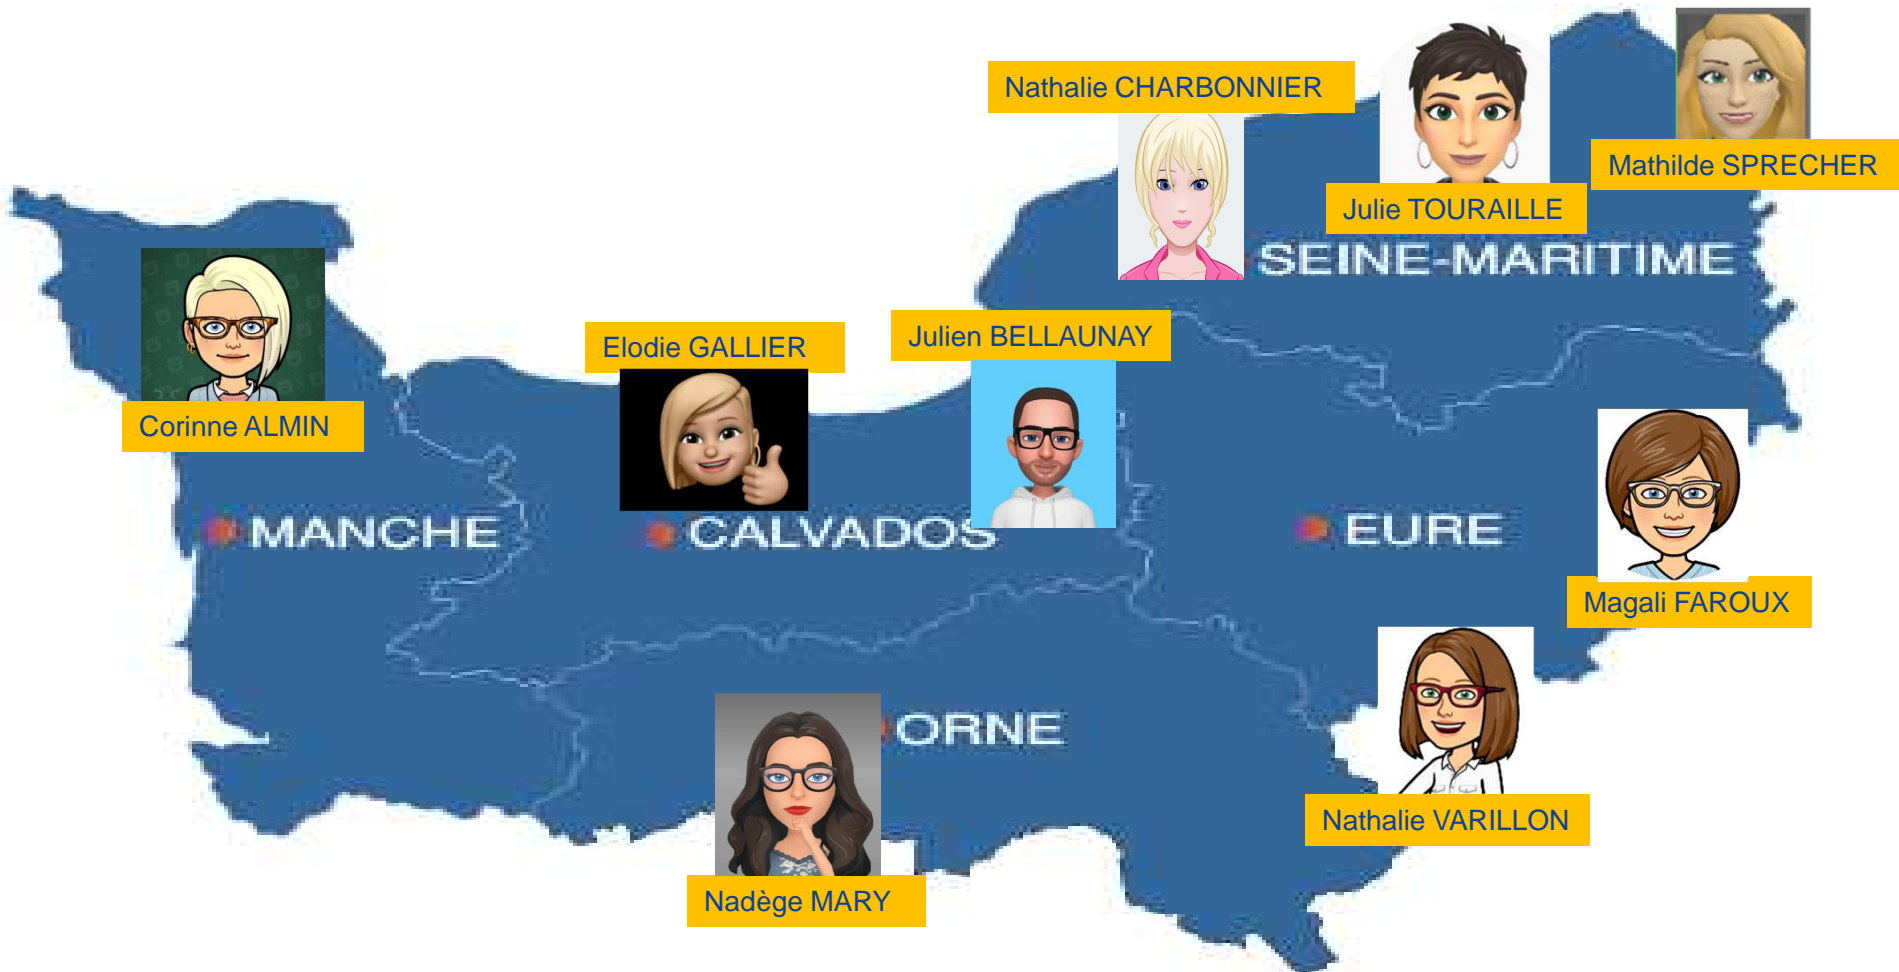 Nathalie CHARBONNIER
Mathilde SPRECHER
Julie TOURAILLE
SEINE-MARITIME
Elodie GALLIER
Julien BELLAUNAY
Corinne ALMIN
MANCHE
CALVADOS
EURE
Magali FAROUX
ORNE
Nathalie VARILLON
Nadège MARY